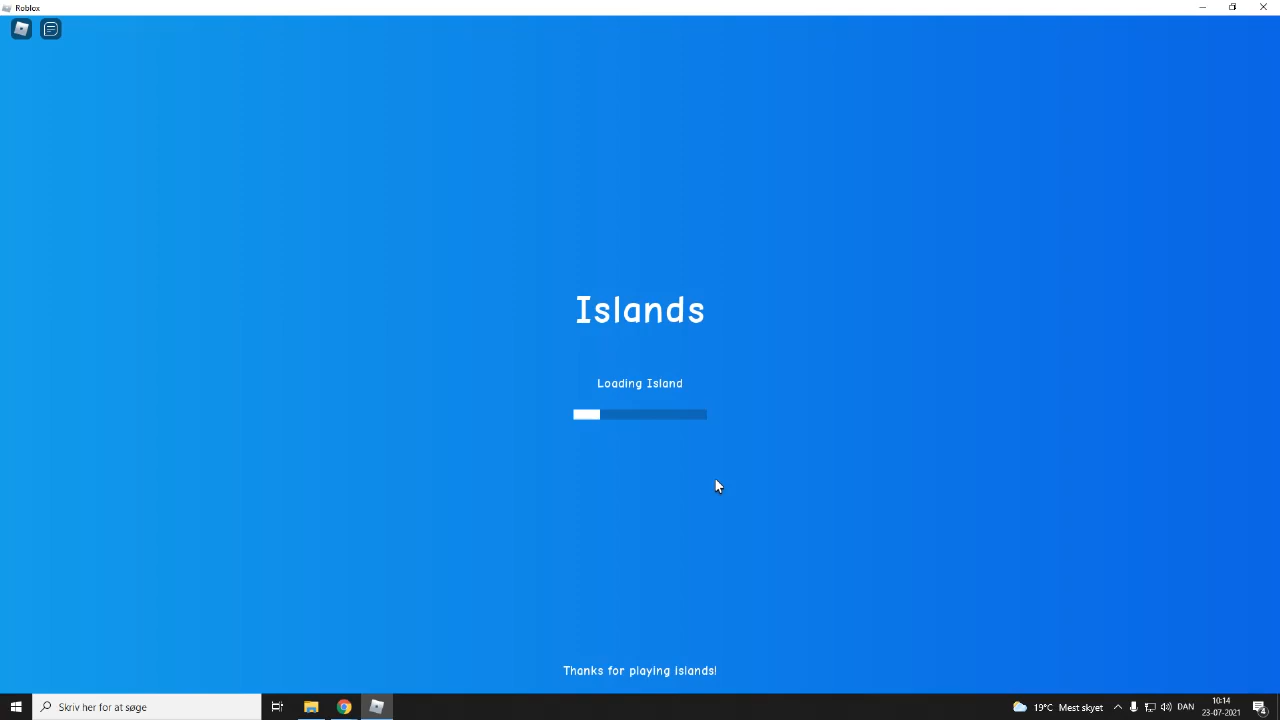 Roblox
Islands
Loading Island
Thanks for playing islands!
Skriv her for at søge
19°C Mest skyet
DAN
10:14
23-07-2021
4